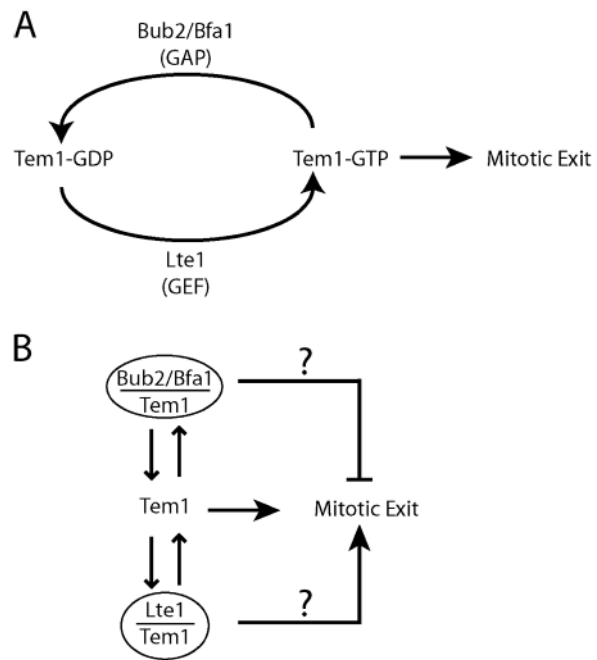 A
Bub2/Bfa1
(GAP)
Tem1-GDP
Tem1-GTP
Mitotic Exit
Lte1
(GEF)
B
Bub2/Bfa1
Tem1
?
Tem1
Mitotic Exit
Lte1
Tem1
?